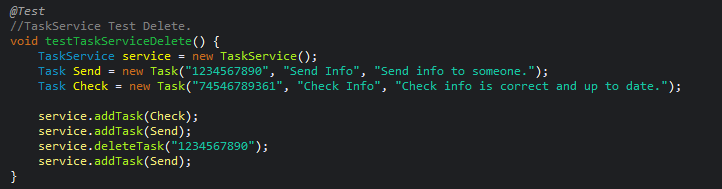 @Test
//TaskService Test Delete.
void testTaskServiceDelete() {
    TaskService service = new TaskService();
    Task Send = new Task("1234567890", "Send Info", "Send info to someone.");
    Task Check = new Task("74546789361", "Check Info", "Check info is correct and up to date.");

    service.addTask(Check);
    service.addTask(Send);
    service.deleteTask("1234567890");
    service.addTask(Send);
}